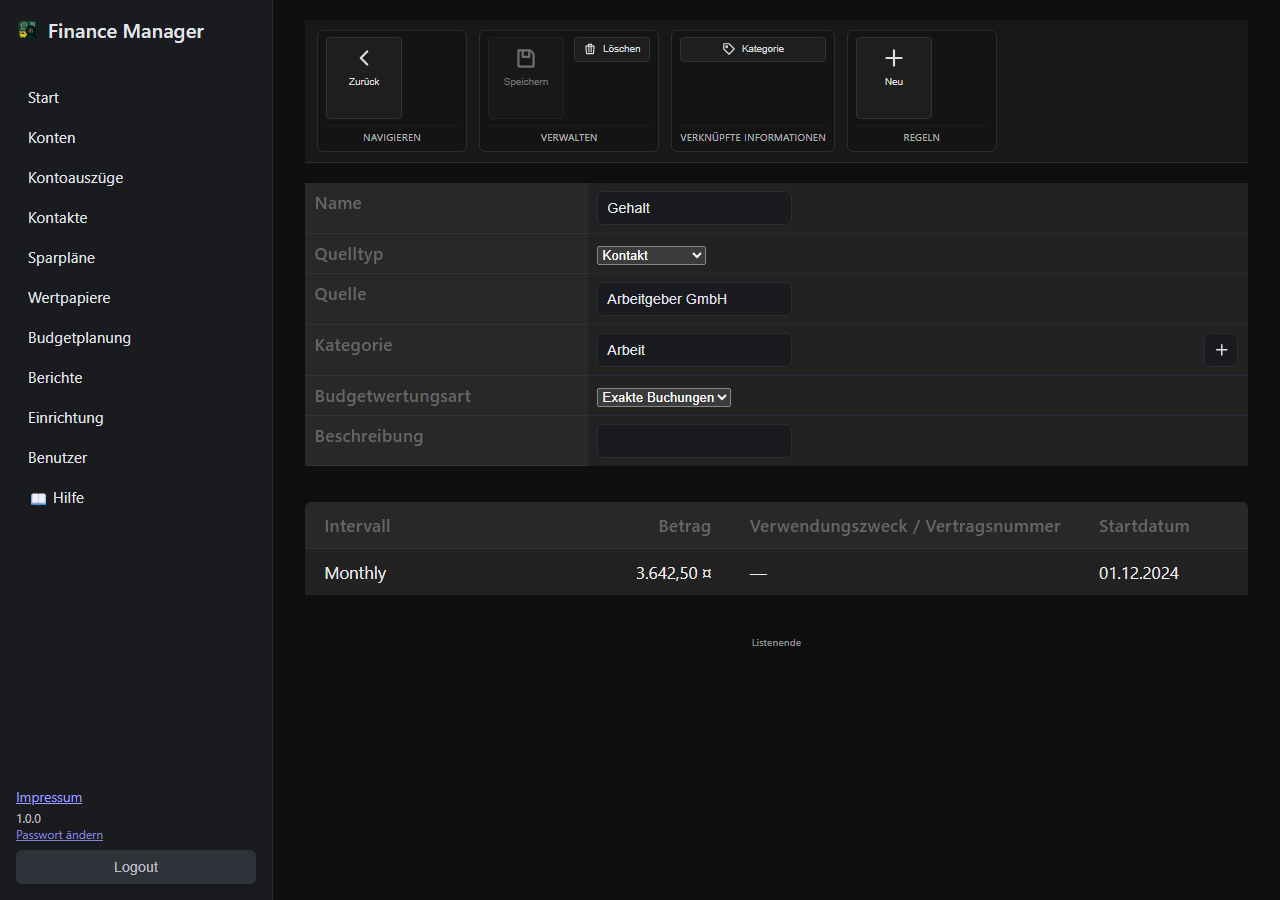 Finance Manager
Start
Konten
Kontoauszüge
Kontakte
Sparpläne
Wertpapiere
Budgetplanung
Berichte
Einrichtung
Benutzer
Hilfe
Impressum
1.0.0
Passwort ändern
Logout
Zurück
NAVIGIEREN
Speichern
Löschen
VERWALTEN
Kategorie
VERKNÜPFTE INFORMATIONEN
Neu
REGELN
Name Gehalt
Quelltyp Kontakt
Quelle Arbeitgeber GmbH
Kategorie Arbeit +
Budgetwertungsart Exakte Buchungen
Beschreibung
Intervall Betrag Verwendungszweck / Vertragsnummer Startdatum
Monthly 3.642,50 ¤ — 01.12.2024
Listenende